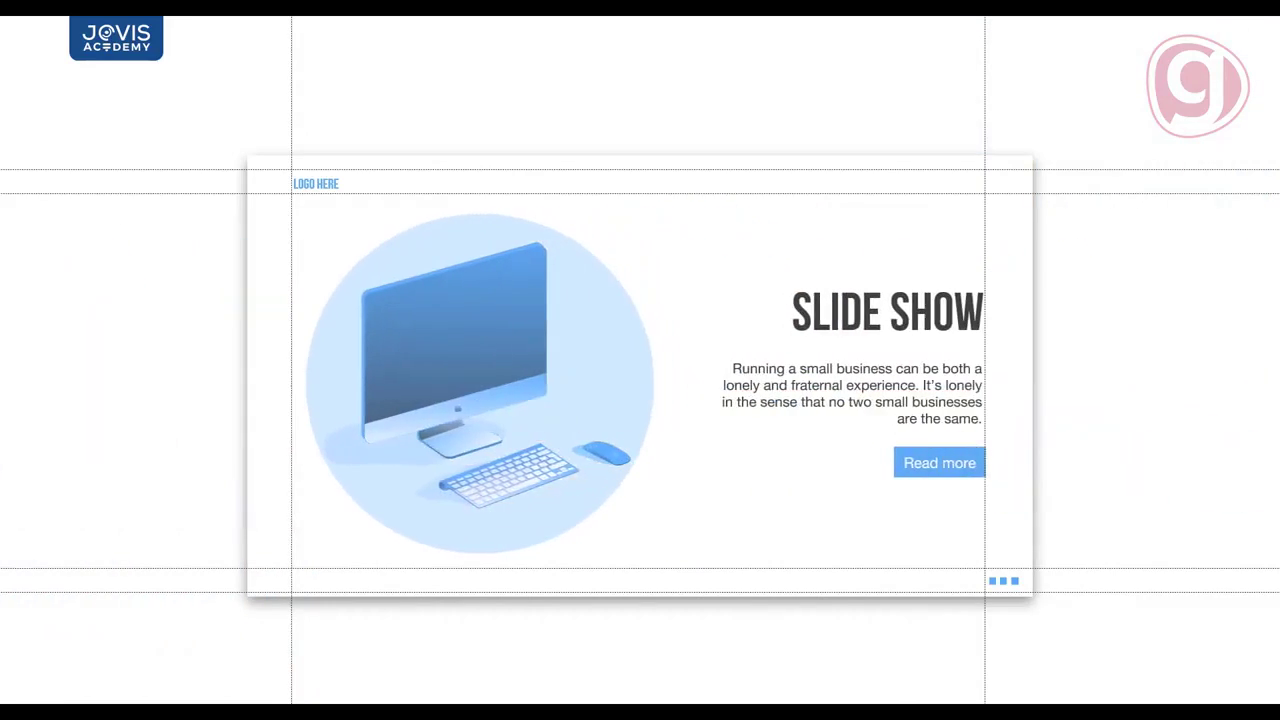 JOVIS
ACADEMY
g
LOGO HERE
SLIDE SHOW
Running a small business can be both a
lonely and fraternal experience. It's lonely
in the sense that no two small businesses
are the same.
Read more